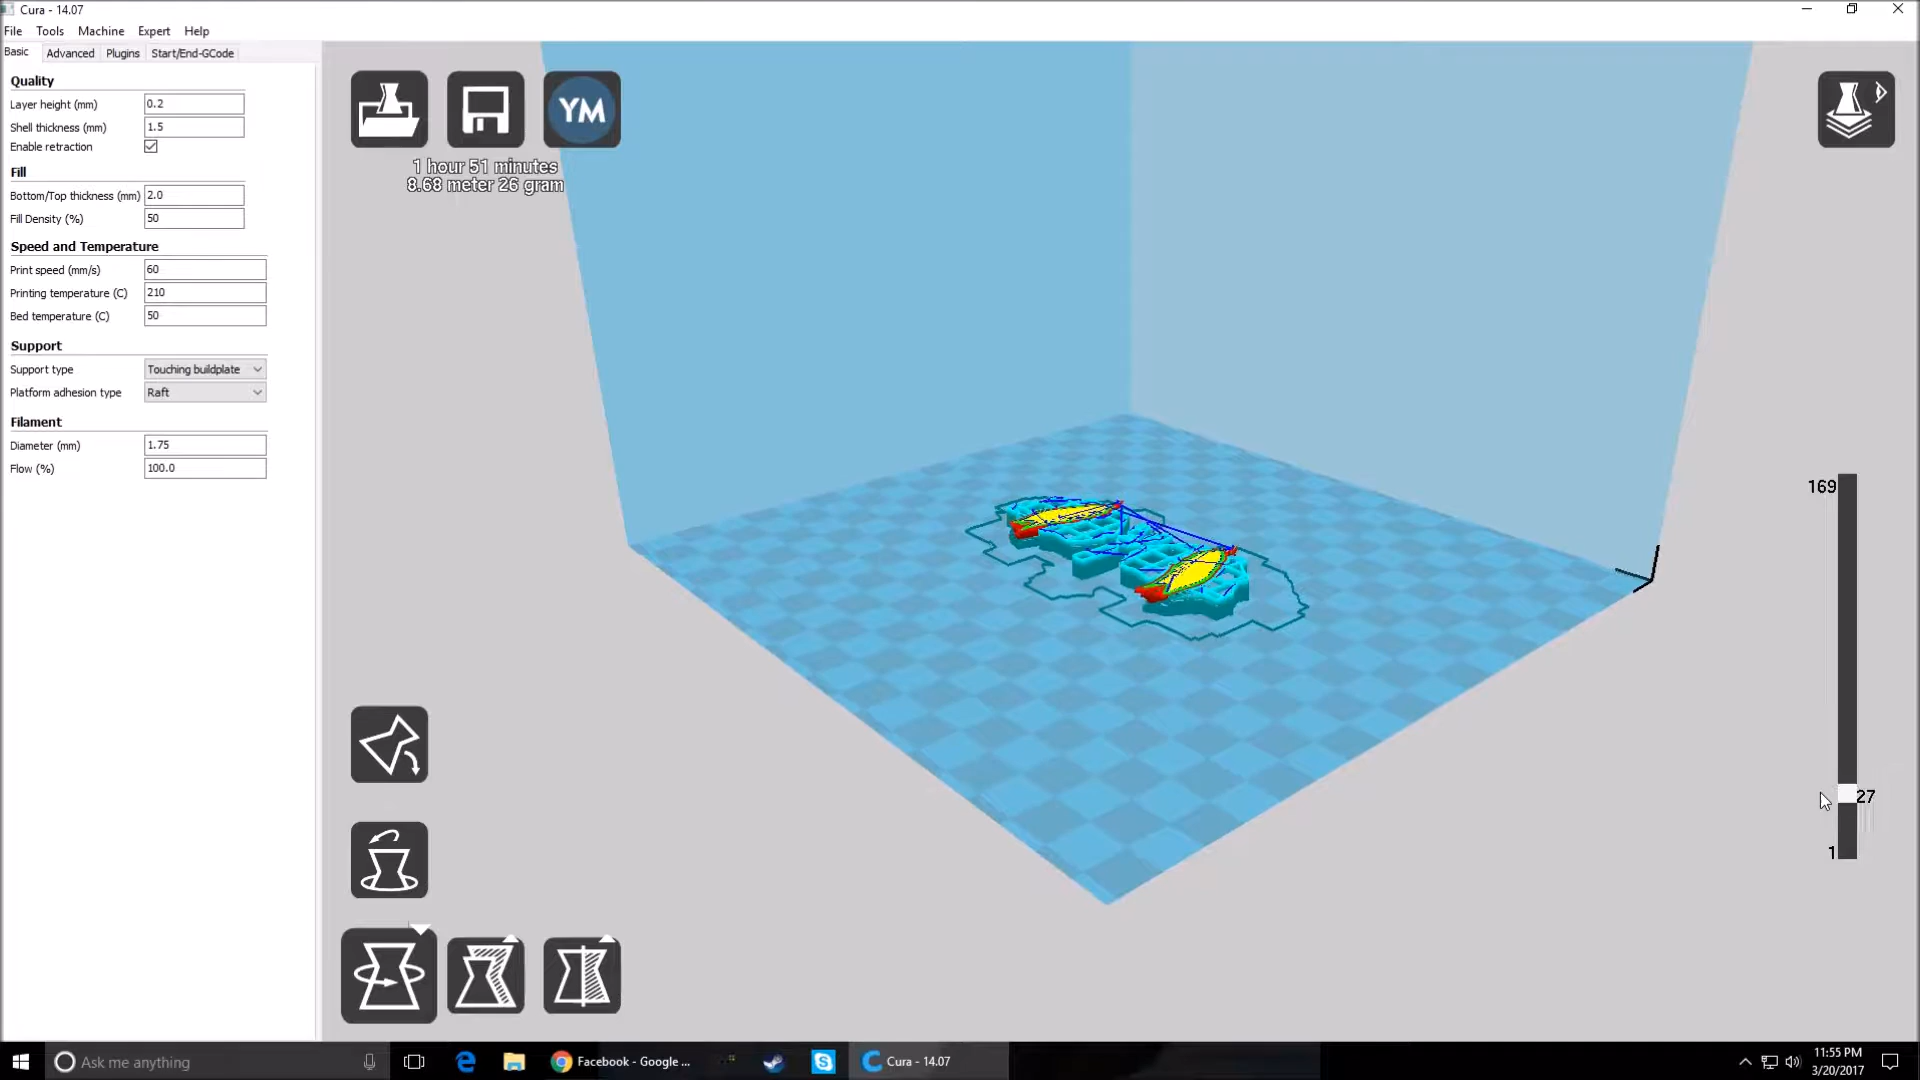 Cura - 14.07
File Tools Machine Expert Help
Basic Advanced Plugins Start/End-GCode
Quality
Layer height (mm) 0.2
Shell thickness (mm) 1.5
Enable retraction
Fill
Bottom/Top thickness (mm) 2.0
Fill Density (%) 50
Speed and Temperature
Print speed (mm/s) 60
Printing temperature (C) 210
Bed temperature (C) 50
Support
Support type Touching buildplate
Platform adhesion type Raft
Filament
Diameter (mm) 1.75
Flow (%) 100.0
YM
1 hour 51 minutes
8.68 meter 26 gram
169
27
1
Ask me anything
Facebook - Google ...
Cura - 14.07
11:55 PM
3/20/2017